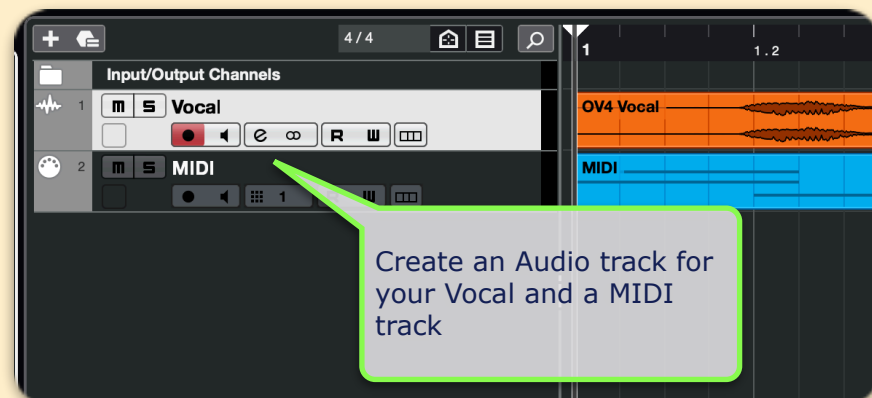 4/4
1
1.2
Input/Output Channels
1 m S Vocal
OV4 Vocal
e R W
2 m S MIDI
MIDI
1 W
Create an Audio track for
your Vocal and a MIDI
track